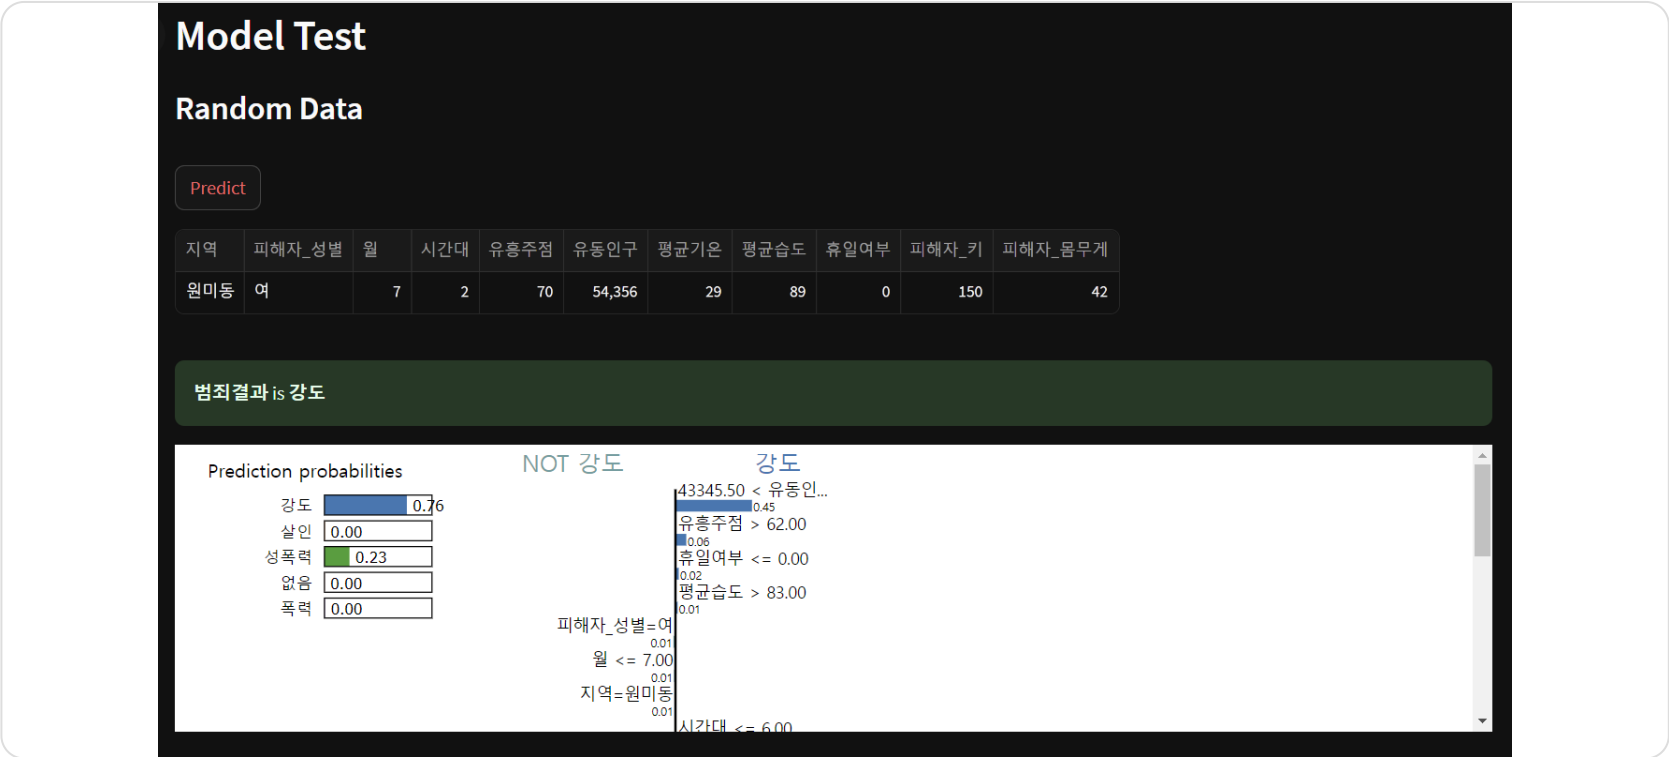 Model Test
Random Data
Predict
지역 피해자_성별 월 시간대 유흥주점 유동인구 평균기온 평균습도 휴일여부 피해자_키 피해자_몸무게
원미동 여 7 2 70 54,356 29 89 0 150 42
범죄결과 is 강도
Prediction probabilities
강도 0.76
살인 0.00
성폭력 0.23
없음 0.00
폭력 0.00
NOT 강도 강도
43345.50 < 유동인...
0.45
유흥주점 > 62.00
0.06
휴일여부 <= 0.00
0.02
평균습도 > 83.00
0.01
피해자_성별=여
0.01
월 <= 7.00
0.01
지역=원미동
0.01
시간대 <= 6.00